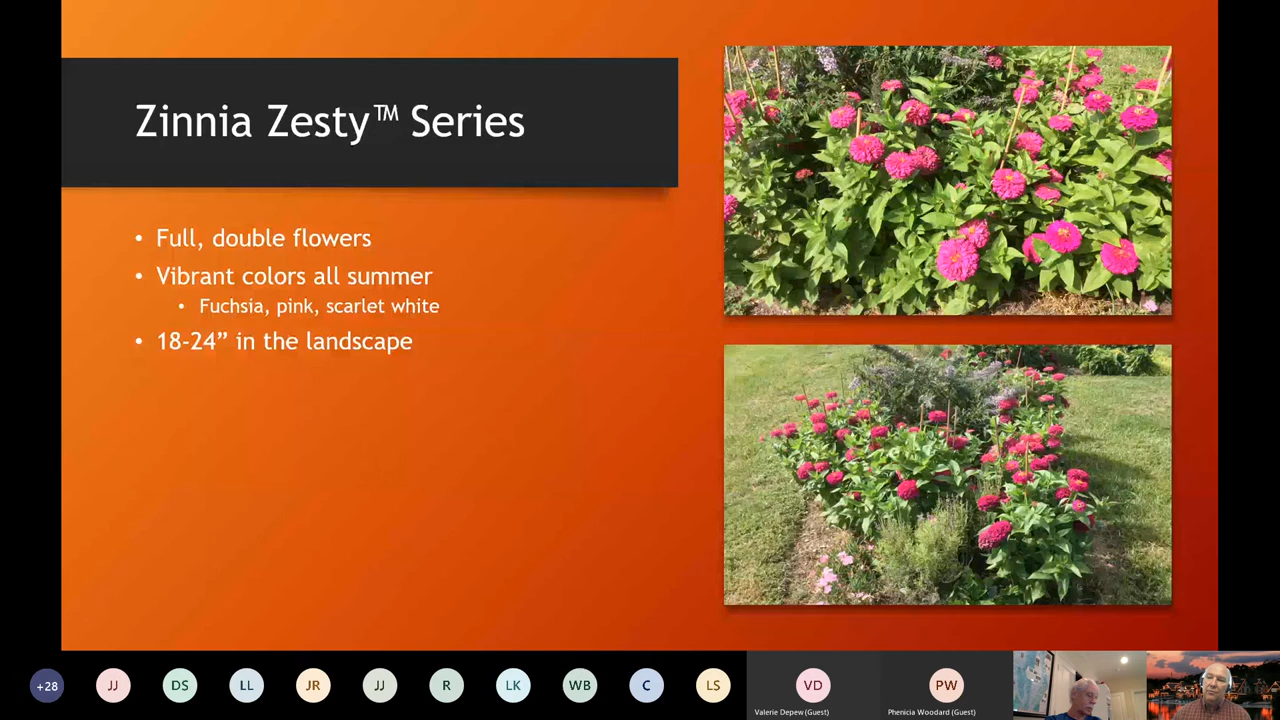 Zinnia Zesty™ Series
• Full, double flowers
• Vibrant colors all summer
• Fuchsia, pink, scarlet white
• 18-24” in the landscape
+28
JJ
DS
LL
JR
JJ
R
LK
WB
C
LS
VD
PW
Valerie Depew (Guest)
Phenicia Woodard (Guest)